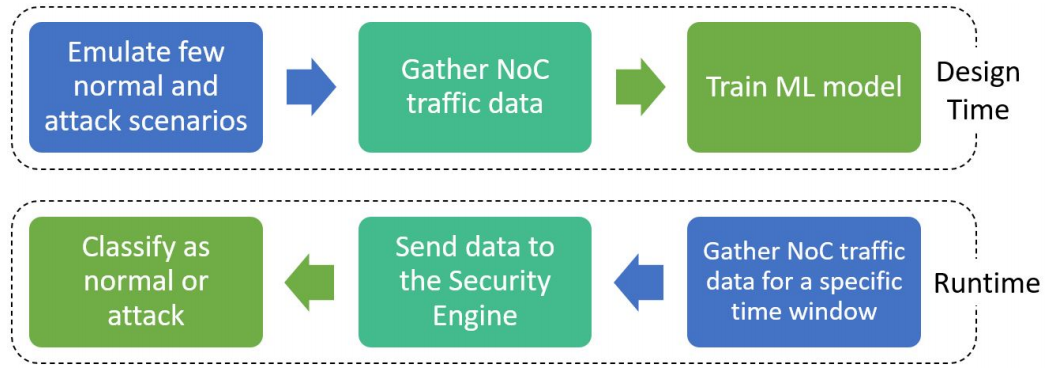 Emulate few
normal and
attack scenarios
Gather NoC
traffic data
Train ML model
Design
Time
Classify as
normal or
attack
Send data to
the Security
Engine
Gather NoC traffic
data for a specific
time window
Runtime